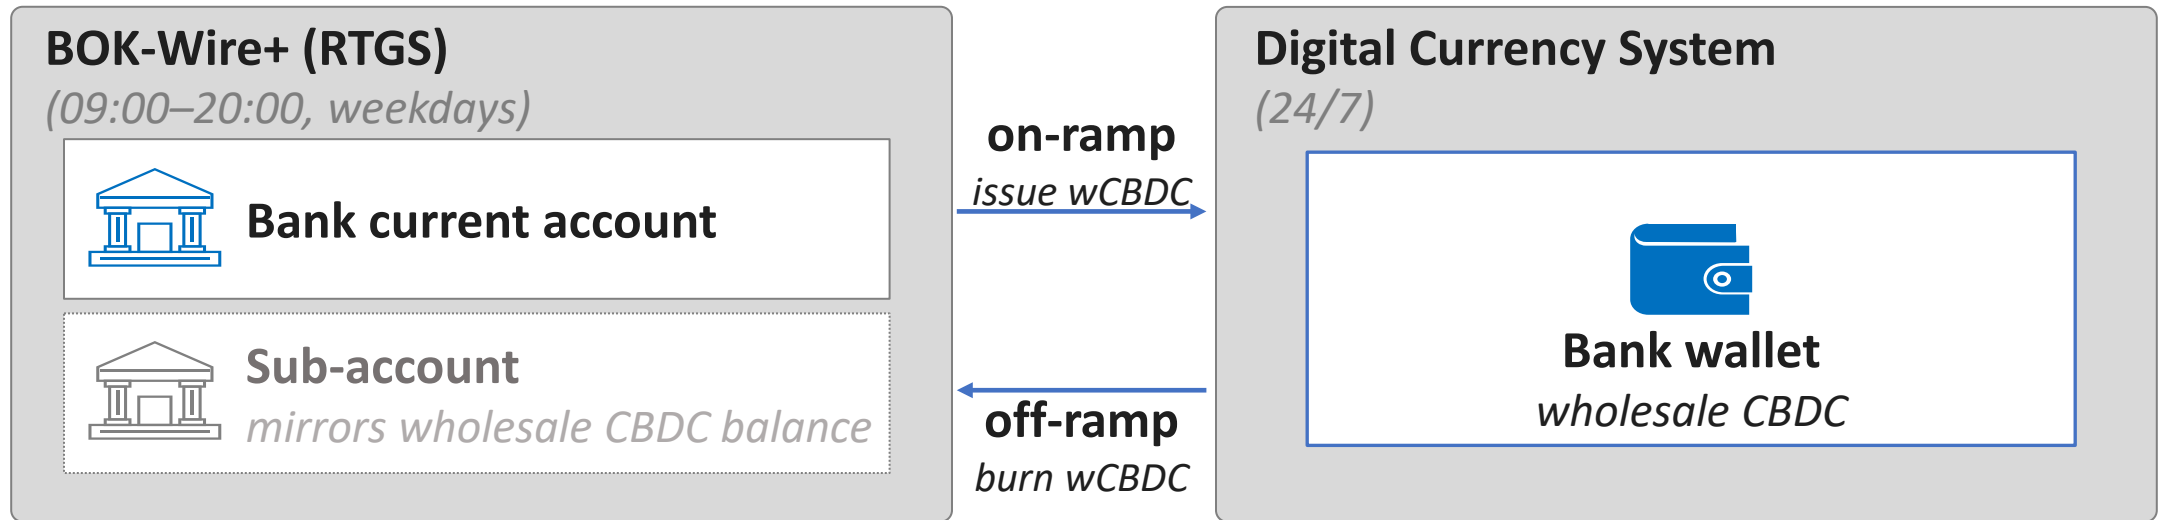 BOK-Wire+ (RTGS)
(09:00–20:00, weekdays)
Bank current account
Sub-account
mirrors wholesale CBDC balance
on-ramp
issue wCBDC
off-ramp
burn wCBDC
Digital Currency System
(24/7)
Bank wallet
wholesale CBDC